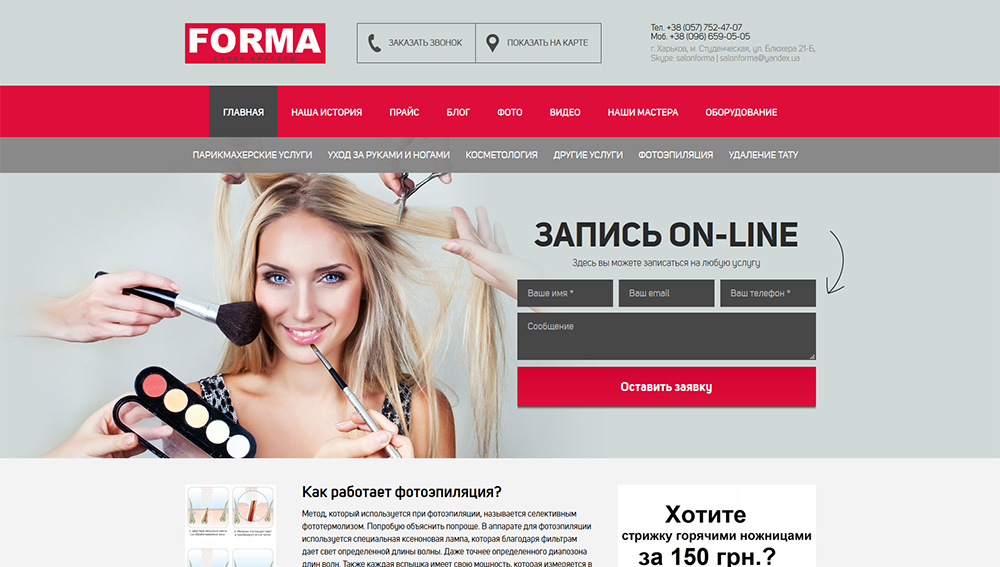 FORMA
САЛОН КРАСОТЫ
ЗАКАЗАТЬ ЗВОНОК
ПОКАЗАТЬ НА КАРТЕ
Тел. +38 (057) 752-47-07
Моб. +38 (096) 659-05-05
г. Харьков, м. Студенческая, ул. Блюхера 21-Б,
Skype: salonforma | salonforma@yandex.ua
ГЛАВНАЯ НАША ИСТОРИЯ ПРАЙС БЛОГ ФОТО ВИДЕО НАШИ МАСТЕРА ОБОРУДОВАНИЕ
ПАРИКМАХЕРСКИЕ УСЛУГИ УХОД ЗА РУКАМИ И НОГАМИ КОСМЕТОЛОГИЯ ДРУГИЕ УСЛУГИ ФОТОЭПИЛЯЦИЯ УДАЛЕНИЕ ТАТУ
ЗАПИСЬ ON-LINE
Здесь вы можете записаться на любую услугу
Ваше имя * Ваш email Ваш телефон *
Сообщение
Оставить заявку
Как работает фотоэпиляция?
Метод, который используется при фотоэпиляции, называется селективным
фототермолизом. Попробую объяснить попроще. В аппарате для фотоэпиляции
используется специальная ксеноновая лампа, которая благодаря фильтрам
дает свет определенной длины волны. Даже точнее определенного диапозона
длин волн. Также каждая вспышка имеет свою мощность, которая измеряется в
Хотите
стрижку горячими ножницами
за 150 грн.?